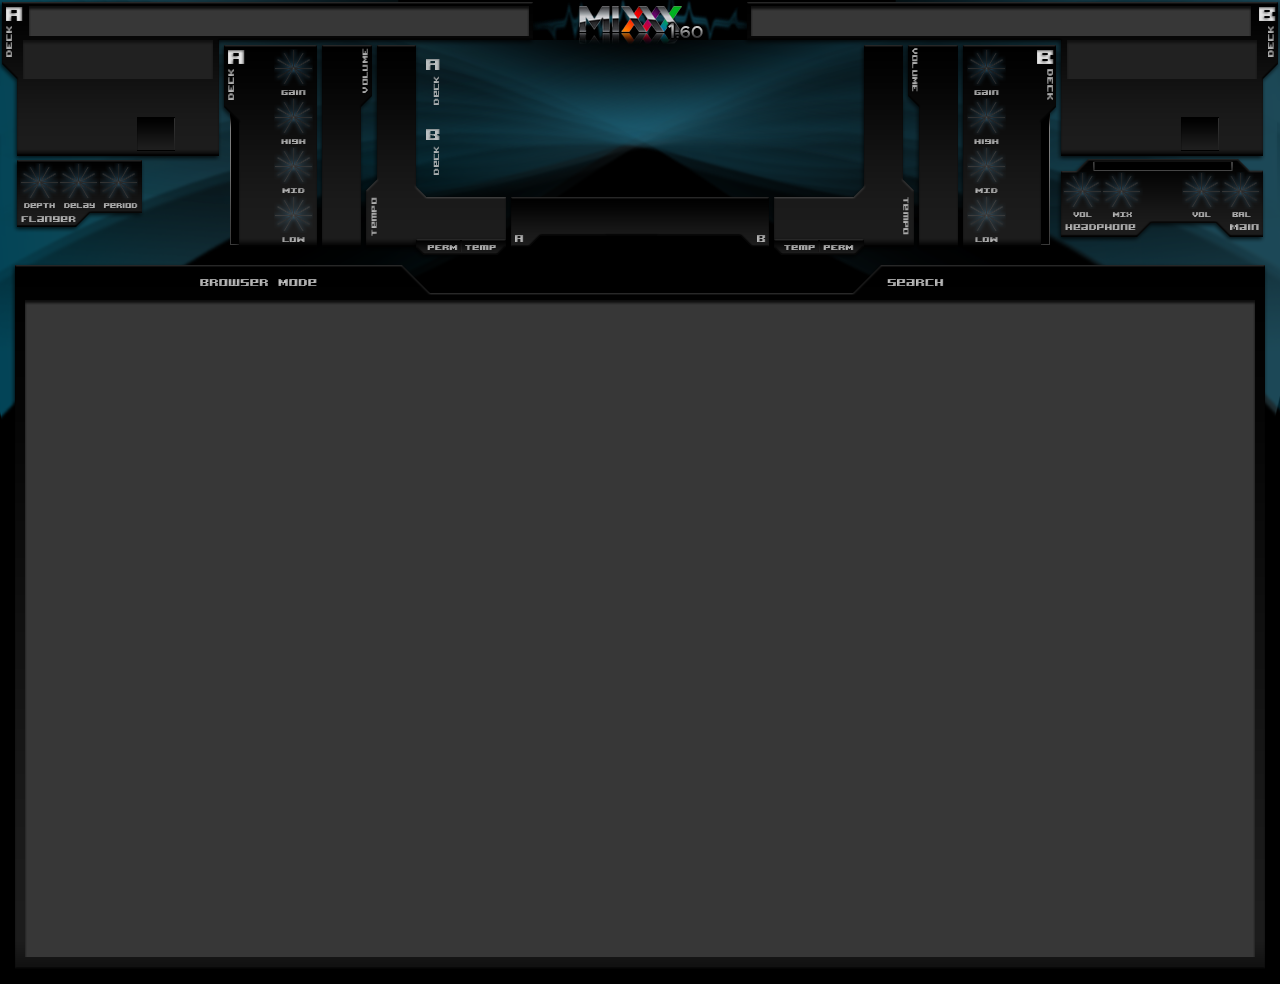 A
DECK
MIXXX 1.60
B
DECK
A
DECK
GAIN
HIGH
MID
LOW
VOLUME
TEMPO
A
DECK
B
DECK
VOLUME
TEMPO
GAIN
HIGH
MID
LOW
B
DECK
DEPTH DELAY PERIOD
FLANGER
VOL MIX VOL BAL
HEADPHONE MAIN
PERM TEMP
A B
TEMP PERM
BROWSER MODE
SEARCH